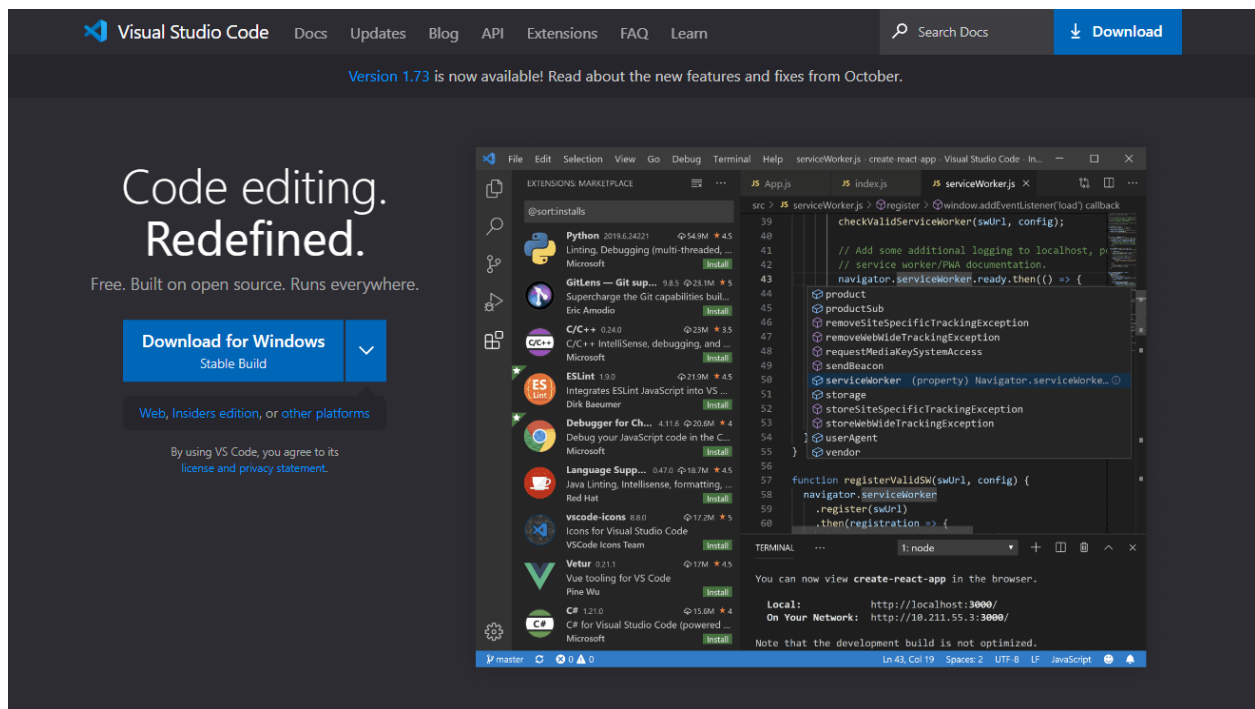 Visual Studio Code Docs Updates Blog API Extensions FAQ Learn Search Docs Download
Version 1.73 is now available! Read about the new features and fixes from October.
Code editing.
Redefined.
Free. Built on open source. Runs everywhere.
Download for Windows
Stable Build
Web, Insiders edition, or other platforms
By using VS Code, you agree to its
license and privacy statement.
File Edit Selection View Go Debug Terminal Help serviceWorker.js - create-react-app - Visual Studio Code - In...
EXTENSIONS: MARKETPLACE
@sort:installs
Python 2019.6.24221 54.9M ★ 4.5
Linting, Debugging (multi-threaded, ...
Microsoft Install
GitLens — Git sup... 9.8.5 23.1M ★ 5
Supercharge the Git capabilities buil...
Eric Amodio Install
C/C++ 0.24.0 23M ★ 3.5
C/C++ IntelliSense, debugging, and ...
Microsoft Install
ESLint 1.9.0 21.9M ★ 4.5
Integrates ESLint JavaScript into VS ...
Dirk Baeumer Install
Debugger for Ch... 4.11.6 20.6M ★ 4
Debug your JavaScript code in the C...
Microsoft Install
Language Supp... 0.47.0 18.7M ★ 4.5
Java Linting, Intellisense, formatting, ...
Red Hat Install
vscode-icons 8.8.0 17.2M ★ 5
Icons for Visual Studio Code
VSCode Icons Team Install
Vetur 0.21.1 17M ★ 4.5
Vue tooling for VS Code
Pine Wu Install
C# 1.21.0 15.6M ★ 4
C# for Visual Studio Code (powered ...
Microsoft Install
C/C++
ES
Lint
C#
JS App.js JS index.js JS serviceWorker.js ×
src > JS serviceWorker.js > register > window.addEventListener('load') callback
39 checkValidServiceWorker(swUrl, config);
40
41 // Add some additional logging to localhost, p
42 // service worker/PWA documentation.
43 navigator.serviceWorker.ready.then(() => {
44 product
45 productSub
46 removeSiteSpecificTrackingException
47 removeWebWideTrackingException
48 requestMediaKeySystemAccess
49 sendBeacon
50 serviceWorker (property) Navigator.serviceWorke...
51 storage
52 storeSiteSpecificTrackingException
53 storeWebWideTrackingException
54 } userAgent
55 } vendor
56
57 function registerValidSW(swUrl, config) {
58 navigator.serviceWorker
59 .register(swUrl)
60 .then(registration => {
TERMINAL ... 1: node
You can now view create-react-app in the browser.
Local: http://localhost:3000/
On Your Network: http://10.211.55.3:3000/
Note that the development build is not optimized.
master 0 0 Ln 43, Col 19 Spaces: 2 UTF-8 LF JavaScript